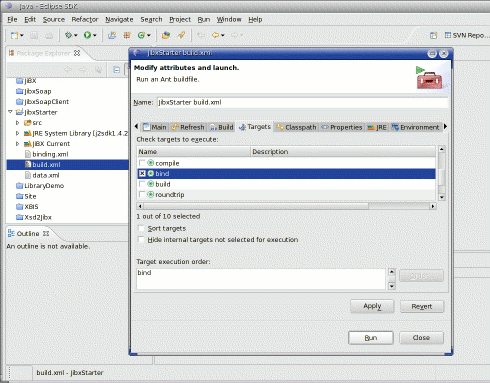 Java - Eclipse SDK
File Edit Source Refactor Navigate Search Project Run Window Help
SVN Repo...
Package Explorer
JiBX
JibxSoap
JibxSoapClient
JibxStarter
src
JRE System Library [j2sdk1.4.2
JiBX Current
binding.xml
build.xml
data.xml
LibraryDemo
Site
XBIS
Xsd2Jibx
Outline
An outline is not available.
JibxStarter build.xml
Modify attributes and launch.
Run an Ant buildfile.
Name: JibxStarter build.xml
Main Refresh Build Targets Classpath Properties JRE Environment
Check targets to execute:
Name Description
compile
bind
build
roundtrip
1 out of 10 selected
Sort targets
Hide internal targets not selected for execution
Target execution order:
bind
Apply Revert
Run Close
build.xml - JibxStarter